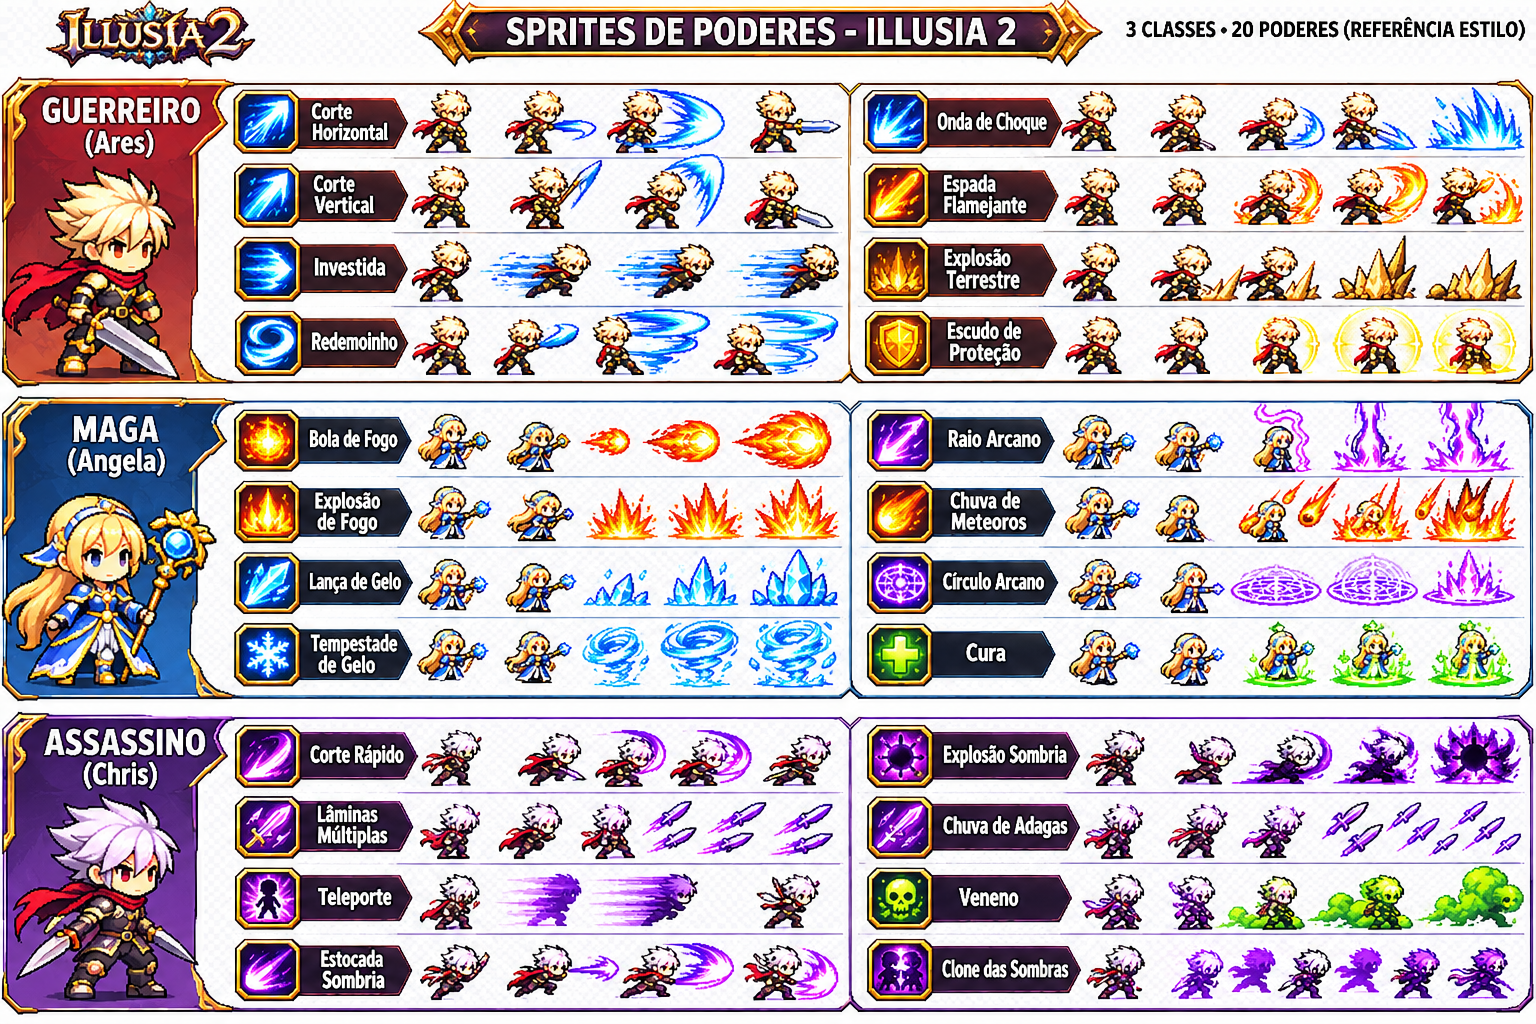 ILLUSIA 2
SPRITES DE PODERES - ILLUSIA 2
3 CLASSES • 20 PODERES (REFERÊNCIA ESTILO)
GUERREIRO
(Ares)
Corte
Horizontal
Corte
Vertical
Investida
Redemoinho
Onda de Choque
Espada
Flamejante
Explosão
Terrestre
Escudo de
Proteção
MAGA
(Angela)
Bola de Fogo
Explosão
de Fogo
Lança de Gelo
Tempestade
de Gelo
Raio Arcano
Chuva de
Meteoros
Círculo Arcano
Cura
ASSASSINO
(Chris)
Corte Rápido
Lâminas
Múltiplas
Teleporte
Estocada
Sombria
Explosão Sombria
Chuva de Adagas
Veneno
Clone das Sombras